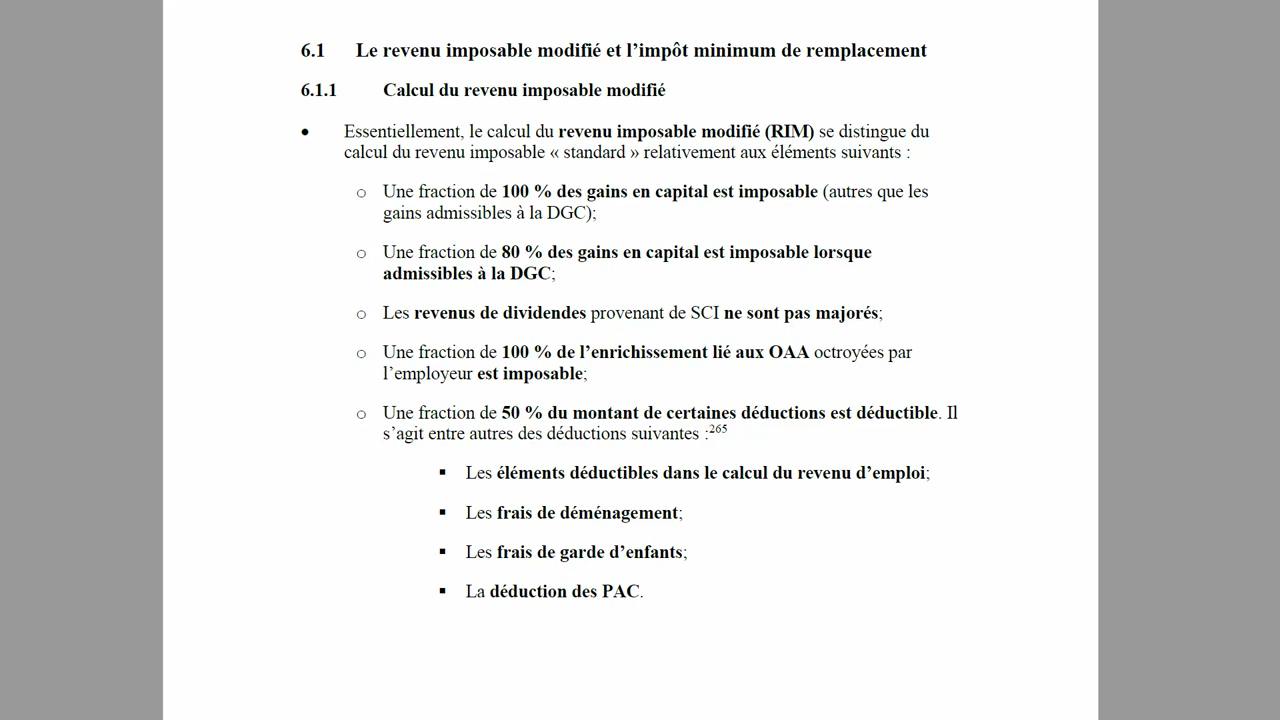 6.1 Le revenu imposable modifié et l’impôt minimum de remplacement
6.1.1 Calcul du revenu imposable modifié
• Essentiellement, le calcul du revenu imposable modifié (RIM) se distingue du
calcul du revenu imposable « standard » relativement aux éléments suivants :
o Une fraction de 100 % des gains en capital est imposable (autres que les
gains admissibles à la DGC);
o Une fraction de 80 % des gains en capital est imposable lorsque
admissibles à la DGC;
o Les revenus de dividendes provenant de SCI ne sont pas majorés;
o Une fraction de 100 % de l’enrichissement lié aux OAA octroyées par
l’employeur est imposable;
o Une fraction de 50 % du montant de certaines déductions est déductible. Il
s’agit entre autres des déductions suivantes :265
▪ Les éléments déductibles dans le calcul du revenu d’emploi;
▪ Les frais de déménagement;
▪ Les frais de garde d’enfants;
▪ La déduction des PAC.